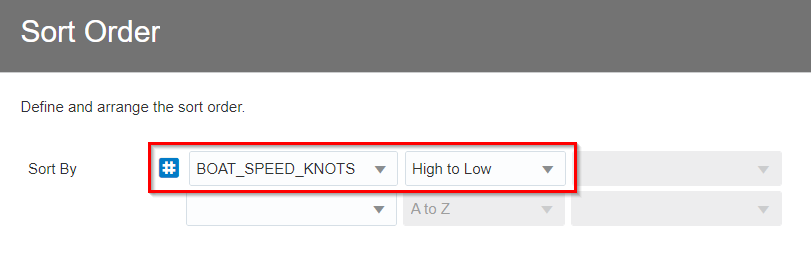 Sort Order
Define and arrange the sort order.
Sort By # BOAT_SPEED_KNOTS High to Low
A to Z